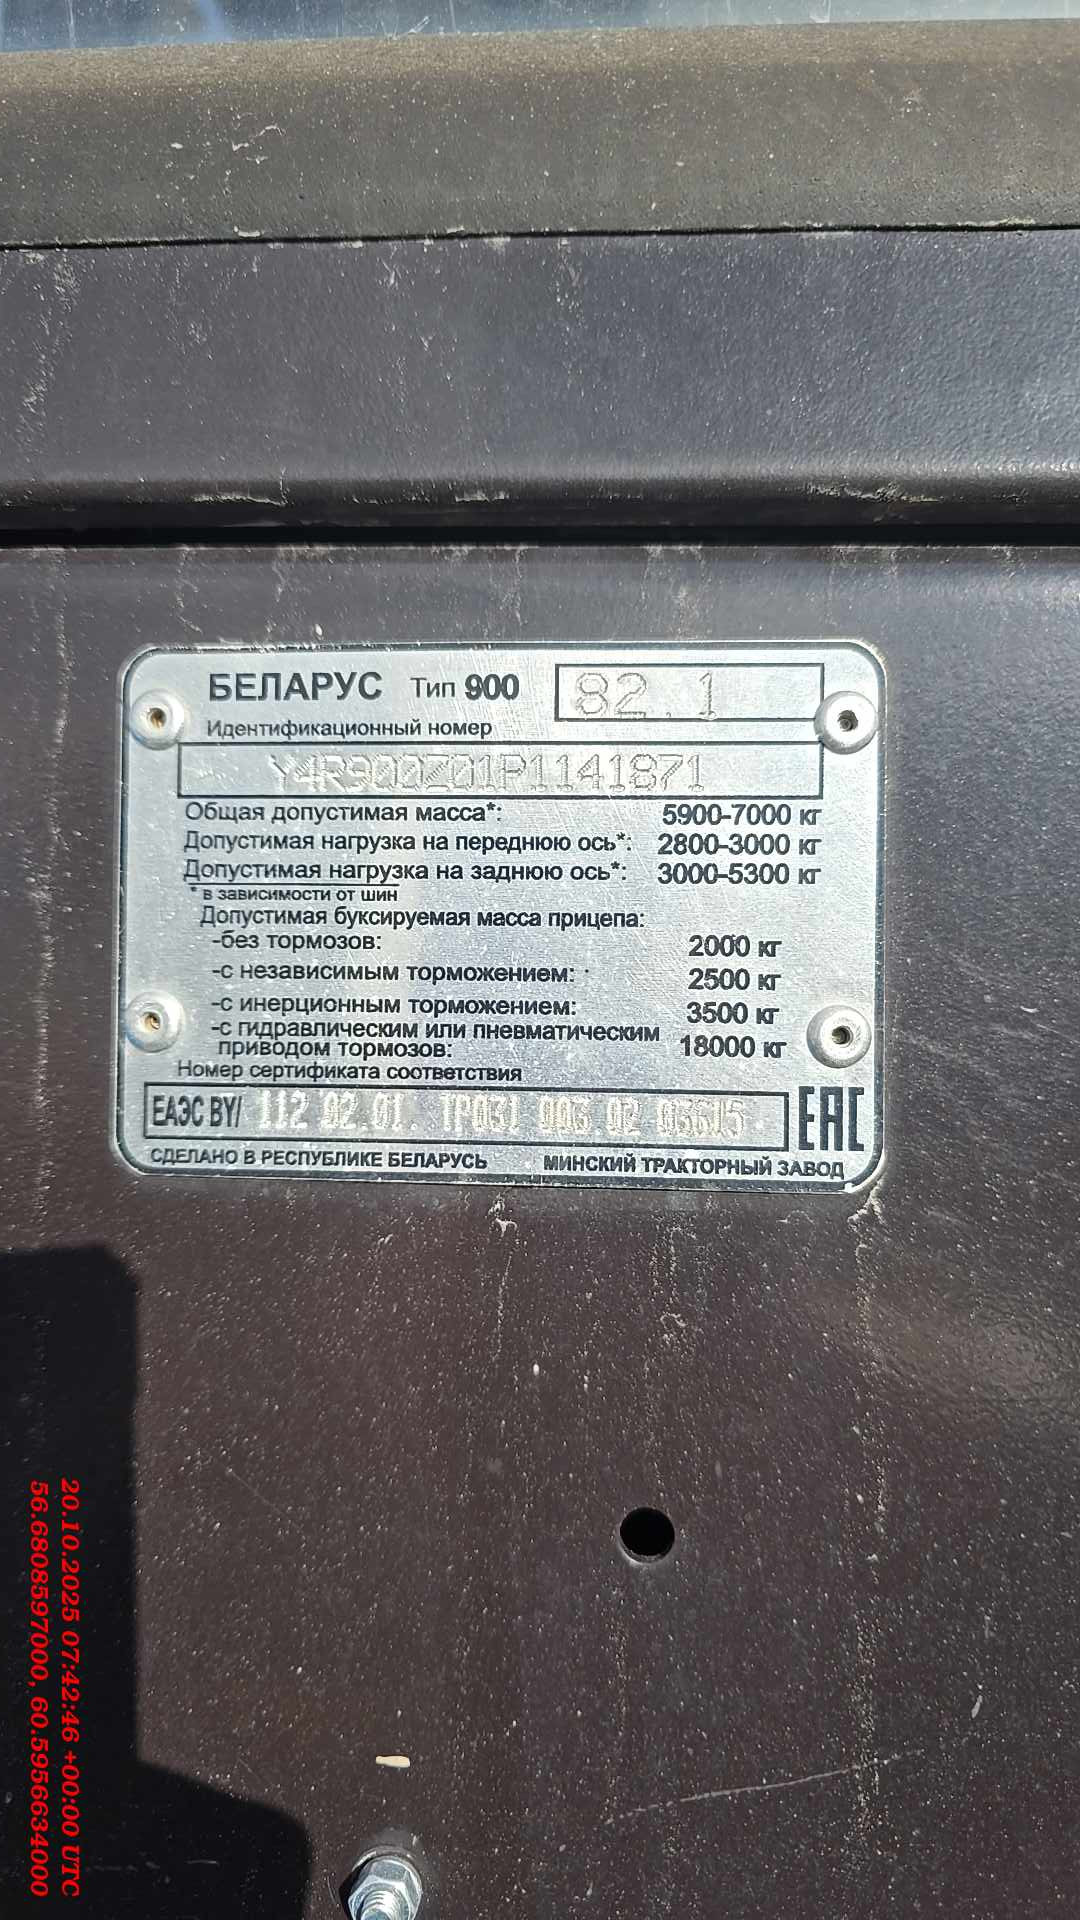 БЕЛАРУС Тип 900 82.1
Идентификационный номер
Y4R900Z01P1141871
Общая допустимая масса*: 5900-7000 кг
Допустимая нагрузка на переднюю ось*: 2800-3000 кг
Допустимая нагрузка на заднюю ось*: 3000-5300 кг
* в зависимости от шин
Допустимая буксируемая масса прицепа:
-без тормозов: 2000 кг
-с независимым торможением: 2500 кг
-с инерционным торможением: 3500 кг
-с гидравлическим или пневматическим
приводом тормозов: 18000 кг
Номер сертификата соответствия
ЕАЭС BY/ 112 02.01. ТР031 003.02 03615
EAC
СДЕЛАНО В РЕСПУБЛИКЕ БЕЛАРУСЬ МИНСКИЙ ТРАКТОРНЫЙ ЗАВОД
20.10.2025 07:42:46 +00:00 UTC
56.6808597000, 60.5956634000